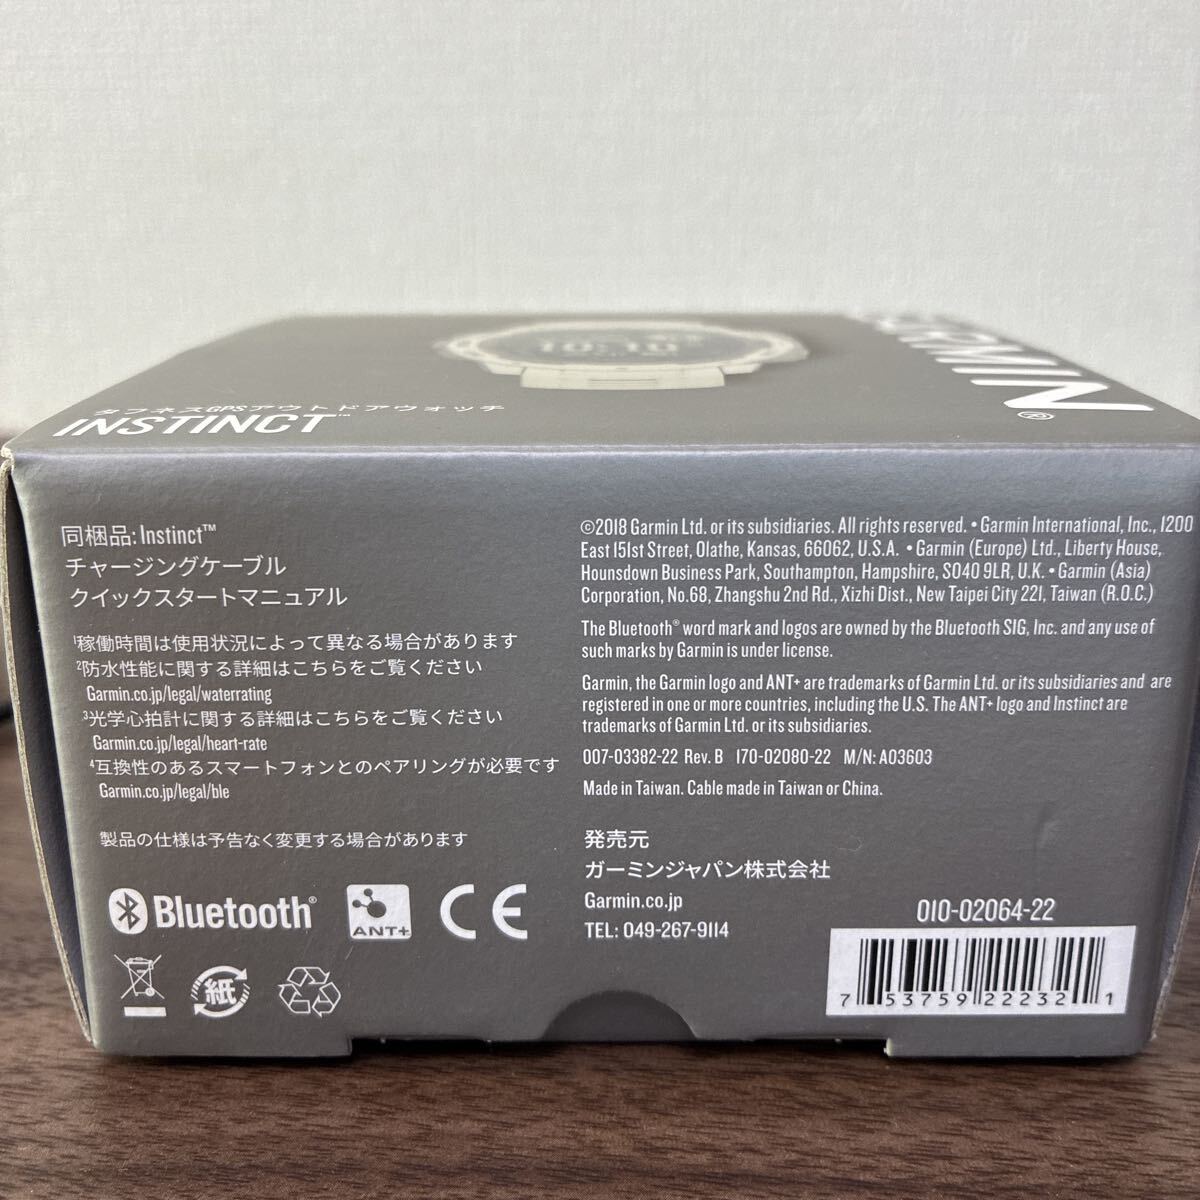 GARMIN®
タフネスGPSアウトドアウォッチ
INSTINCT™
同梱品: Instinct™
チャージングケーブル
クイックスタートマニュアル
¹稼働時間は使用状況によって異なる場合があります
²防水性能に関する詳細はこちらをご覧ください
Garmin.co.jp/legal/waterrating
³光学心拍計に関する詳細はこちらをご覧ください
Garmin.co.jp/legal/heart-rate
⁴互換性のあるスマートフォンとのペアリングが必要です
Garmin.co.jp/legal/ble
製品の仕様は予告なく変更する場合があります
Bluetooth®
ANT+
CE
紙
©2018 Garmin Ltd. or its subsidiaries. All rights reserved. • Garmin International, Inc., 1200
East 151st Street, Olathe, Kansas, 66062, U.S.A. • Garmin (Europe) Ltd., Liberty House,
Hounsdown Business Park, Southampton, Hampshire, SO40 9LR, U.K. • Garmin (Asia)
Corporation, No.68, Zhangshu 2nd Rd., Xizhi Dist., New Taipei City 221, Taiwan (R.O.C.)
The Bluetooth® word mark and logos are owned by the Bluetooth SIG, Inc. and any use of
such marks by Garmin is under license.
Garmin, the Garmin logo and ANT+ are trademarks of Garmin Ltd. or its subsidiaries and are
registered in one or more countries, including the U.S. The ANT+ logo and Instinct are
trademarks of Garmin Ltd. or its subsidiaries.
007-03382-22 Rev. B 170-02080-22 M/N: A03603
Made in Taiwan. Cable made in Taiwan or China.
発売元
ガーミンジャパン株式会社
Garmin.co.jp
TEL: 049-267-9114
010-02064-22
7 53759 22232 1